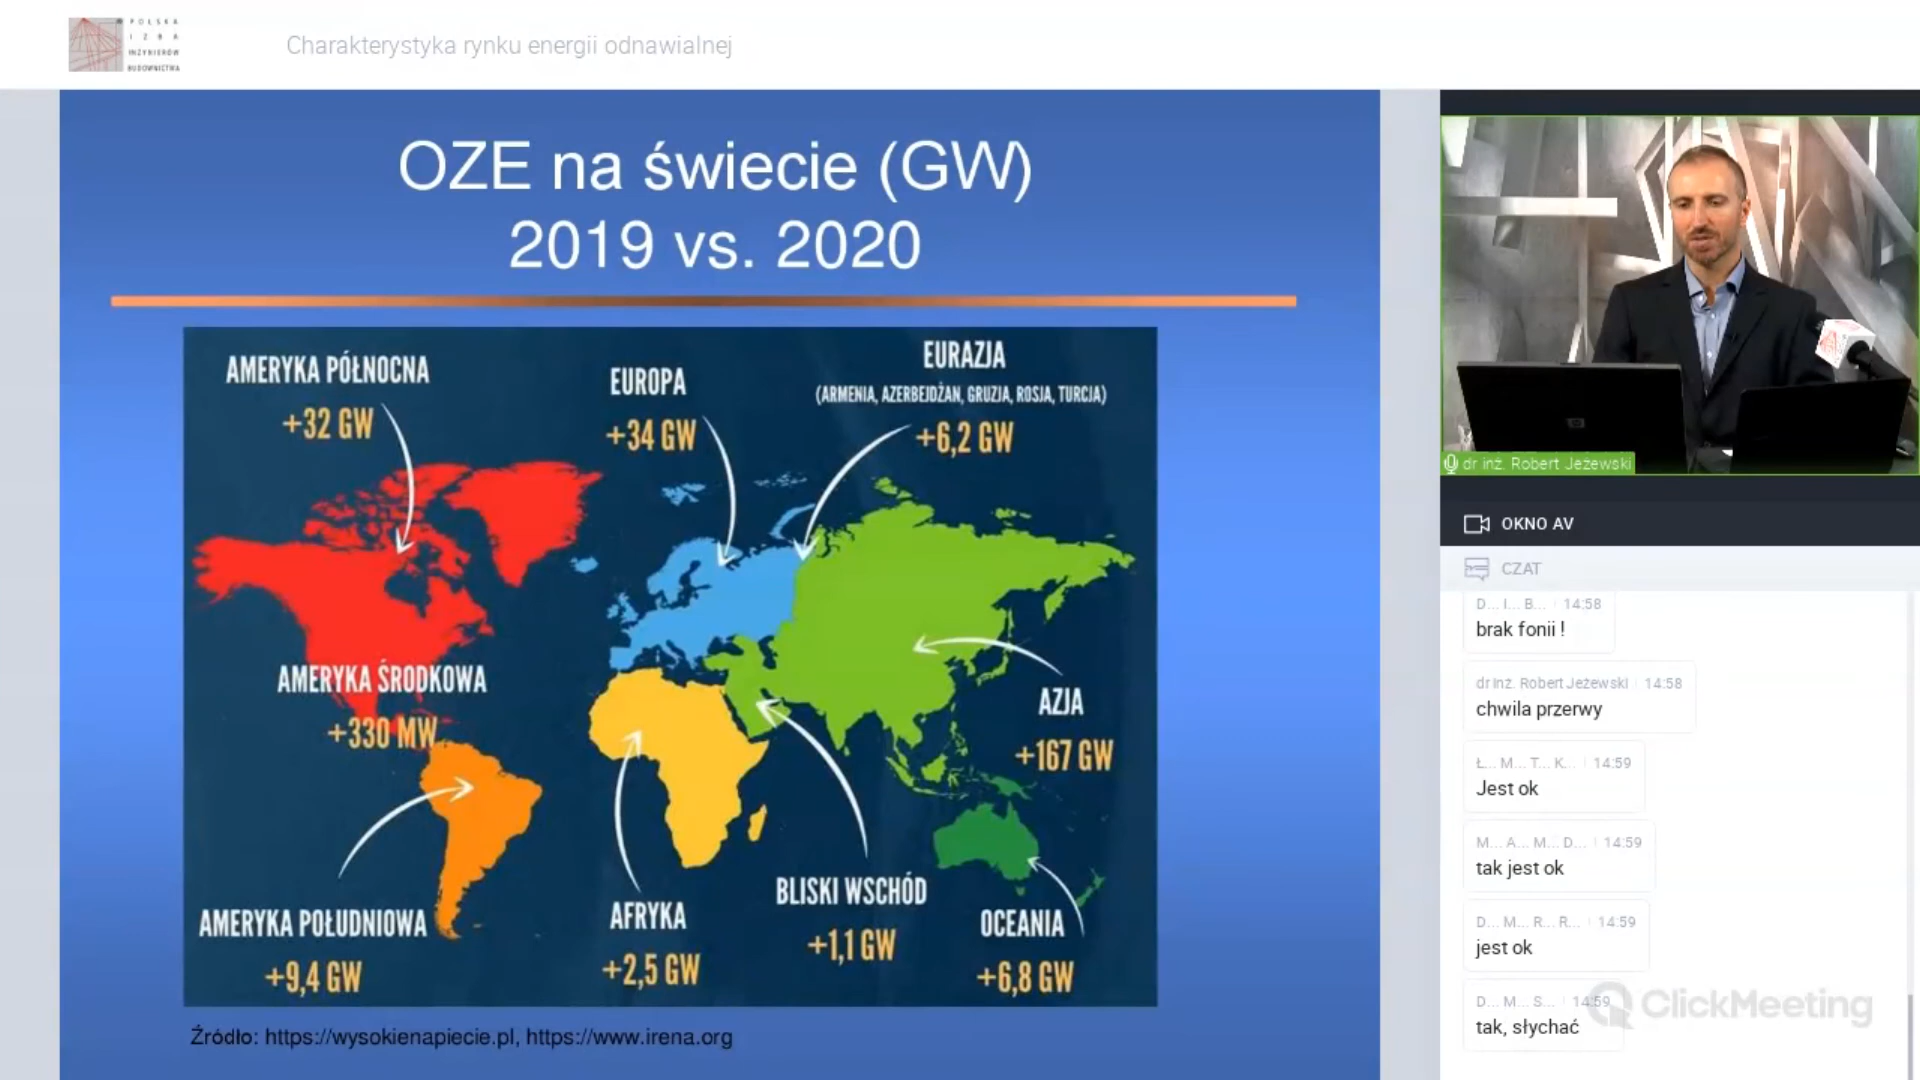 POLSKA
IZBA
INŻYNIERÓW
BUDOWNICTWA
Charakterystyka rynku energii odnawialnej
OZE na świecie (GW)
2019 vs. 2020
AMERYKA PÓŁNOCNA
+32 GW
EUROPA
+34 GW
EURAZJA
(ARMENIA, AZERBEJDŻAN, GRUZJA, ROSJA, TURCJA)
+6,2 GW
AMERYKA ŚRODKOWA
+330 MW
AZJA
+167 GW
AMERYKA POŁUDNIOWA
+9,4 GW
AFRYKA
+2,5 GW
BLISKI WSCHÓD
+1,1 GW
OCEANIA
+6,8 GW
Źródło: https://wysokienapiecie.pl, https://www.irena.org
dr inż. Robert Jeżewski
OKNO AV
CZAT
D... I... B... 14:58
brak fonii !
dr inż. Robert Jeżewski 14:58
chwila przerwy
Ł... M... T... K... 14:59
Jest ok
M... A... M... D... 14:59
tak jest ok
D... M... R... R... 14:59
jest ok
D... M... S... 14:59
tak, słychać
ClickMeeting